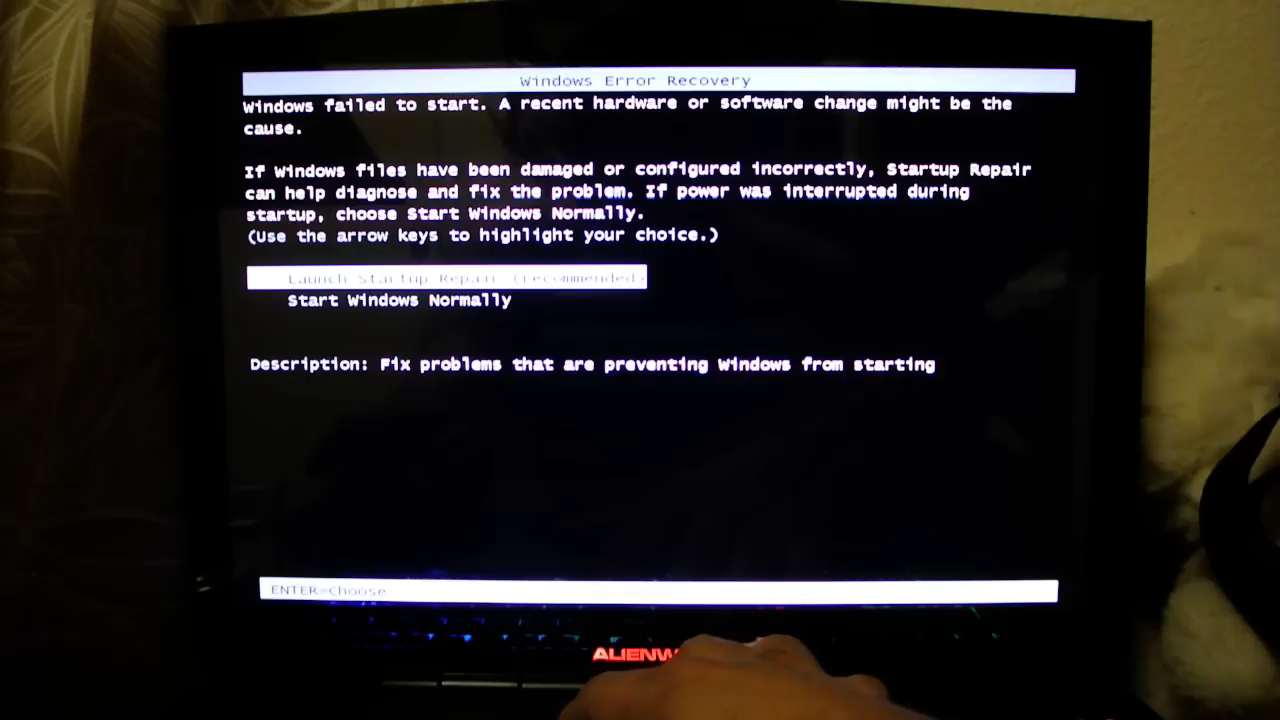 Windows Error Recovery
Windows failed to start. A recent hardware or software change might be the
cause.
If Windows files have been damaged or configured incorrectly, Startup Repair
can help diagnose and fix the problem. If power was interrupted during
startup, choose Start Windows Normally.
(Use the arrow keys to highlight your choice.)
Launch Startup Repair (recommended)
Start Windows Normally
Description: Fix problems that are preventing Windows from starting
ENTER=Choose
ALIENW